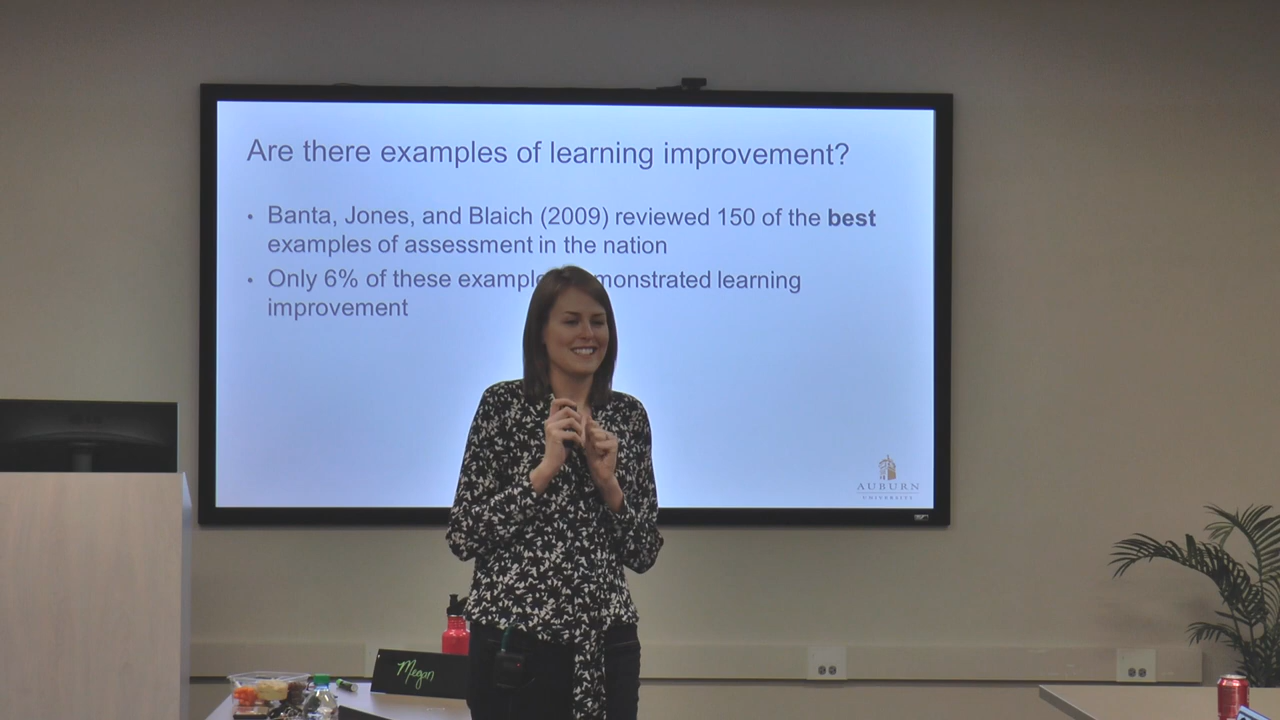 Are there examples of learning improvement?
• Banta, Jones, and Blaich (2009) reviewed 150 of the best
examples of assessment in the nation
• Only 6% of these example monstrated learning
improvement
AUBURN
UNIVERSITY
Megan